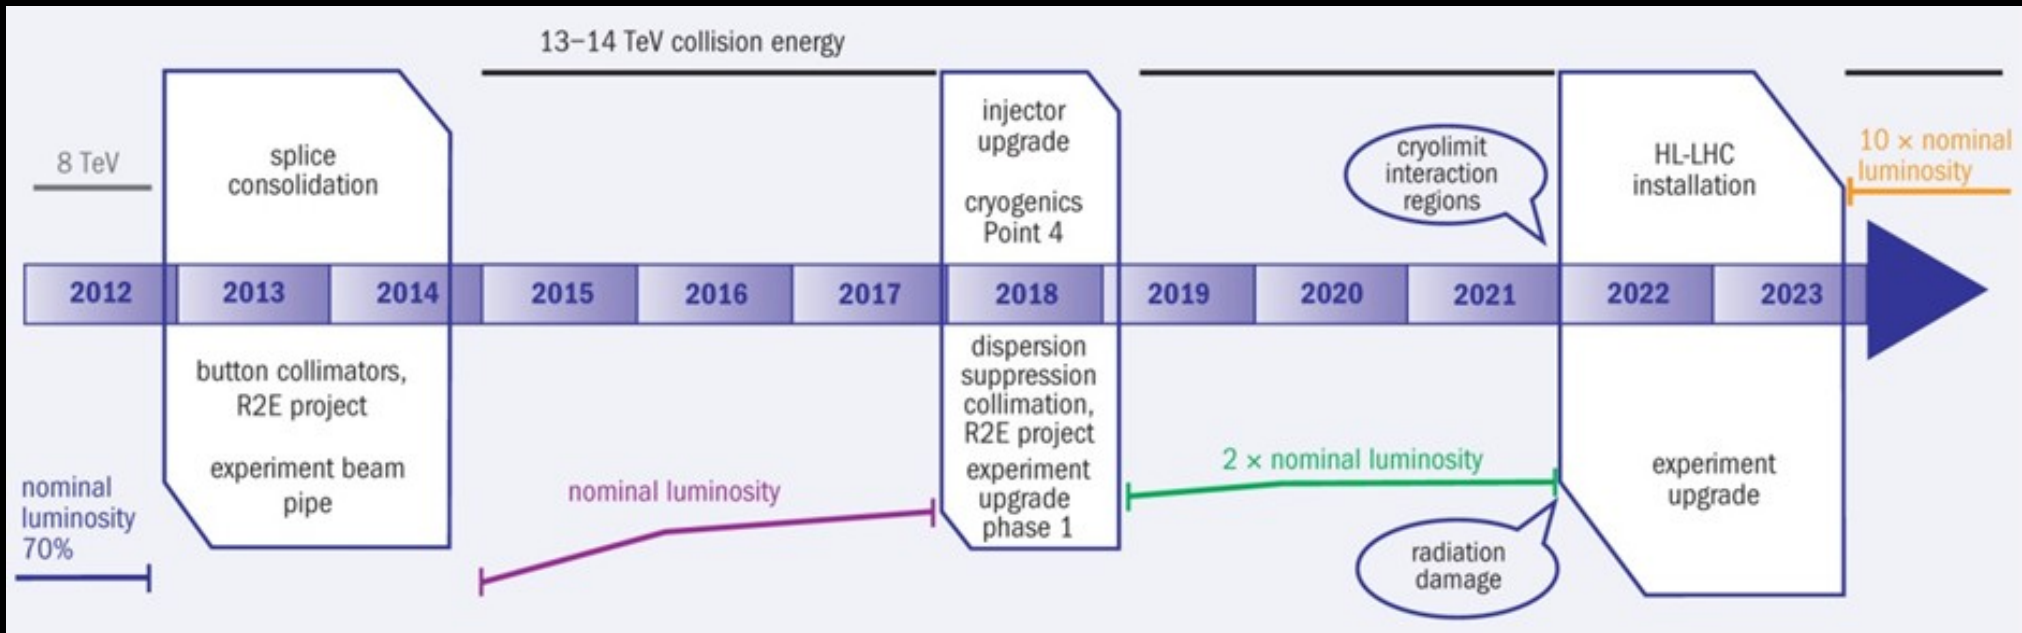 13–14 TeV collision energy
8 TeV
splice
consolidation
injector
upgrade
cryogenics
Point 4
cryolimit
interaction
regions
HL-LHC
installation
10 × nominal
luminosity
2012 2013 2014 2015 2016 2017 2018 2019 2020 2021 2022 2023
nominal
luminosity
70%
button collimators,
R2E project
experiment beam
pipe
nominal luminosity
dispersion
suppression
collimation,
R2E project
experiment
upgrade
phase 1
2 × nominal luminosity
radiation
damage
experiment
upgrade